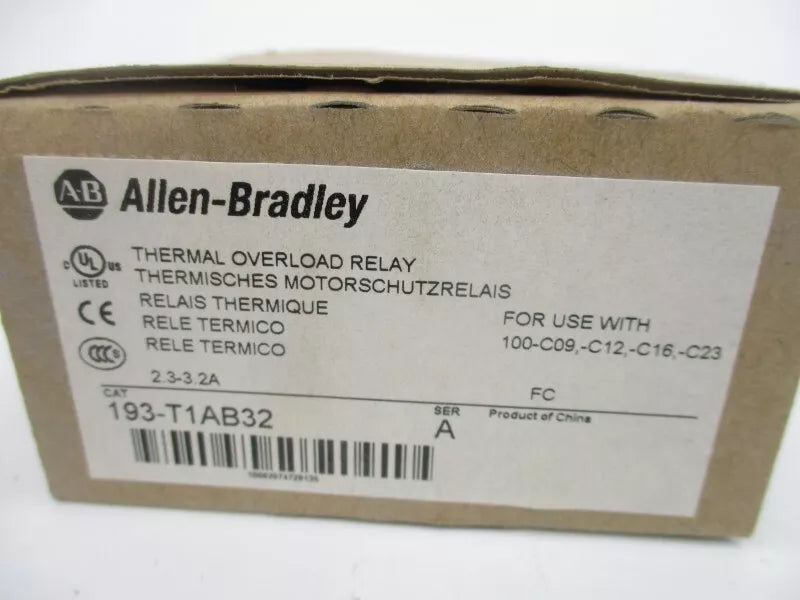 A-B Allen-Bradley
c UL us
LISTED
THERMAL OVERLOAD RELAY
THERMISCHES MOTORSCHUTZRELAIS
RELAIS THERMIQUE
RELE TERMICO
RELE TERMICO
CE
CCC S
FOR USE WITH
100-C09,-C12,-C16,-C23
2.3-3.2A
FC
CAT
193-T1AB32
SER
A
Product of China